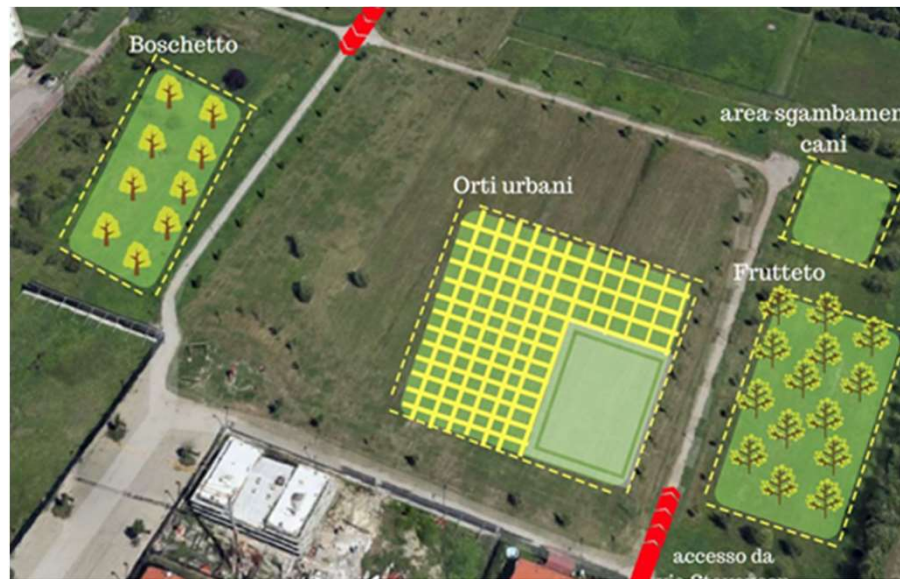 Boschetto
area sgambamen
cani
Orti urbani
Frutteto
accesso da